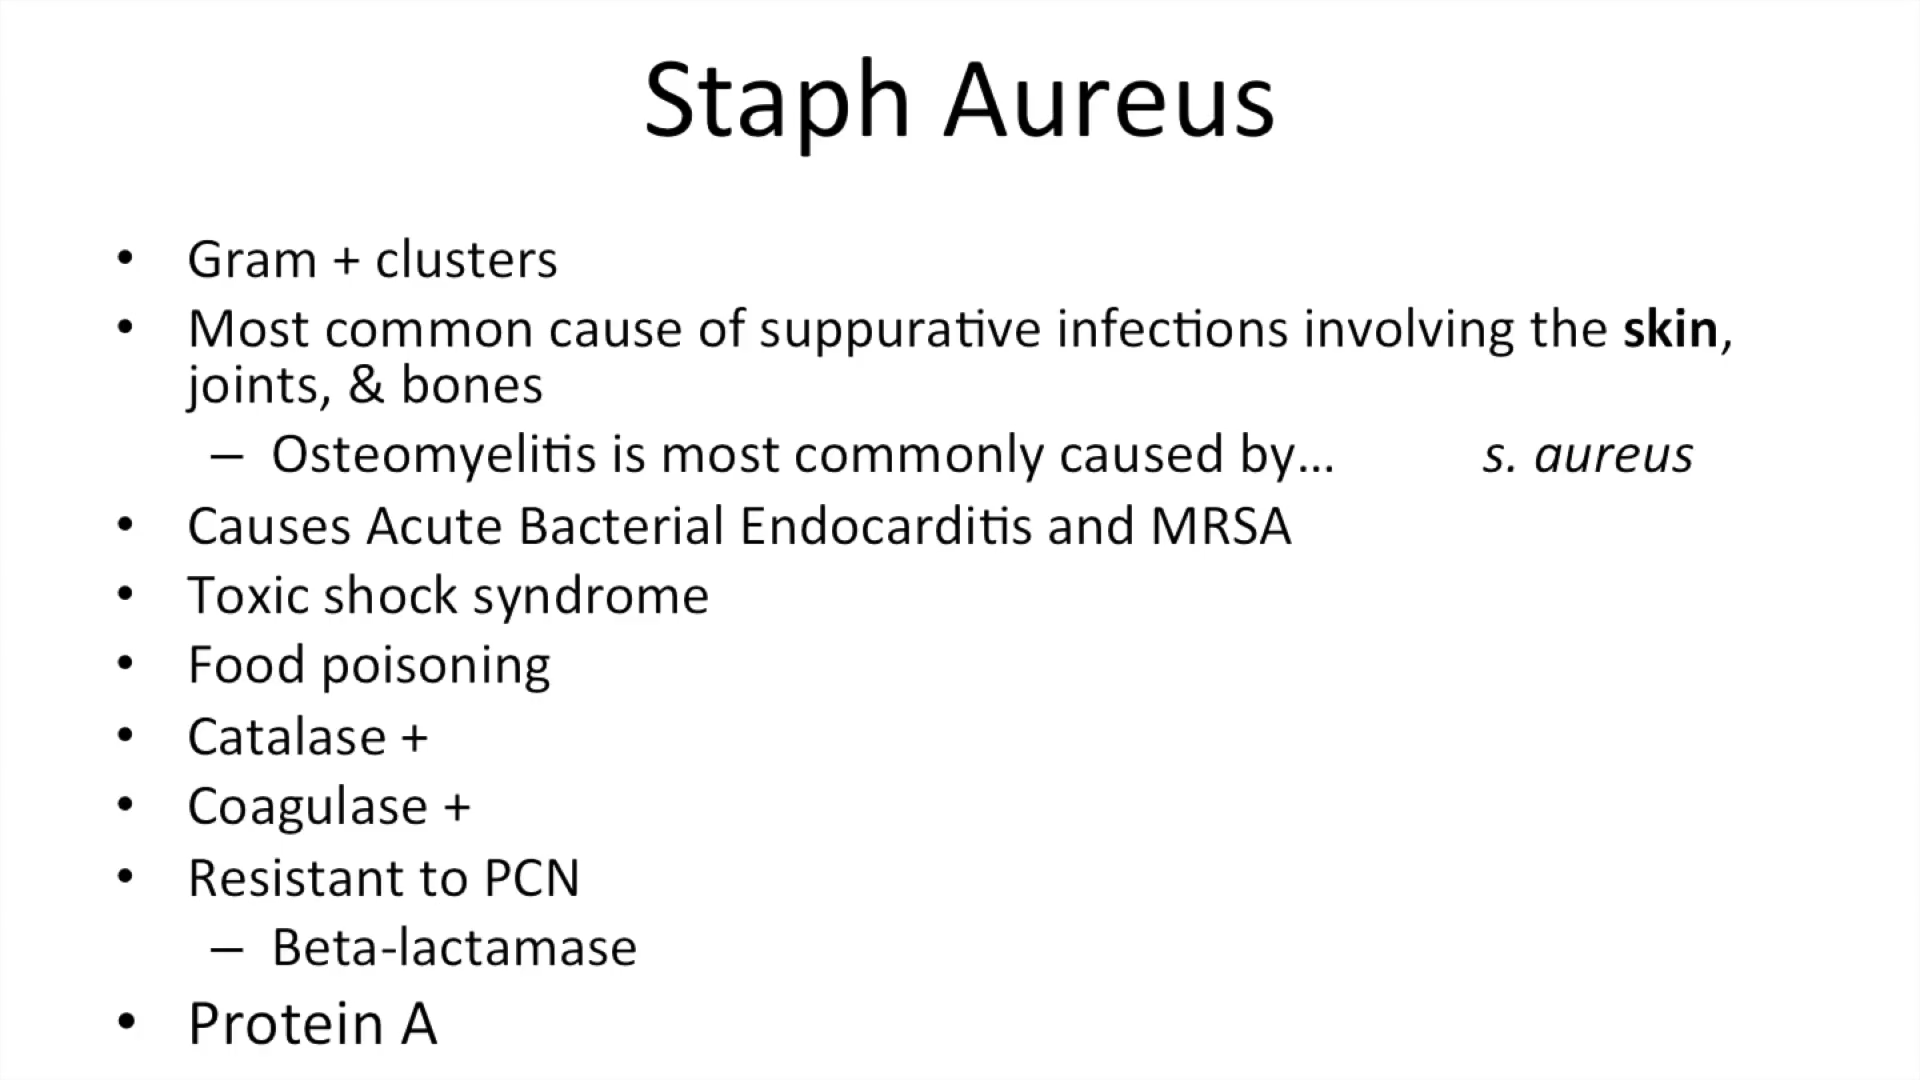 Staph Aureus
• Gram + clusters
• Most common cause of suppurative infections involving the skin,
joints, & bones
– Osteomyelitis is most commonly caused by... s. aureus
• Causes Acute Bacterial Endocarditis and MRSA
• Toxic shock syndrome
• Food poisoning
• Catalase +
• Coagulase +
• Resistant to PCN
– Beta-lactamase
• Protein A